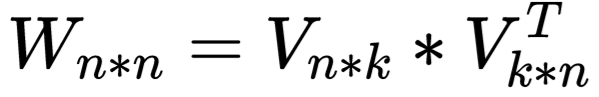 W_{n*n} = V_{n*k} * V^T_{k*n}